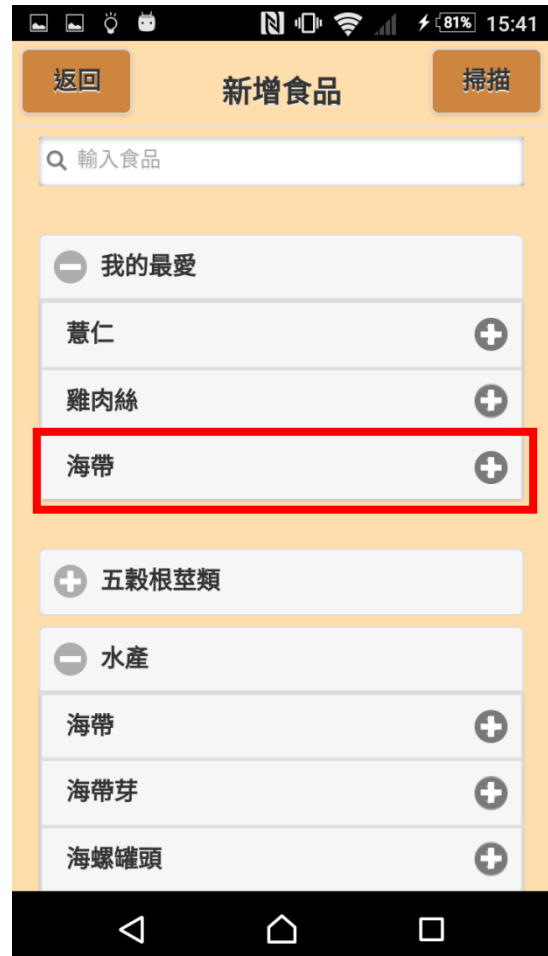 81% 15:41
返回 新增食品 掃描
輸入食品
我的最愛
薏仁
雞肉絲
海帶
五穀根莖類
水產
海帶
海帶芽
海螺罐頭